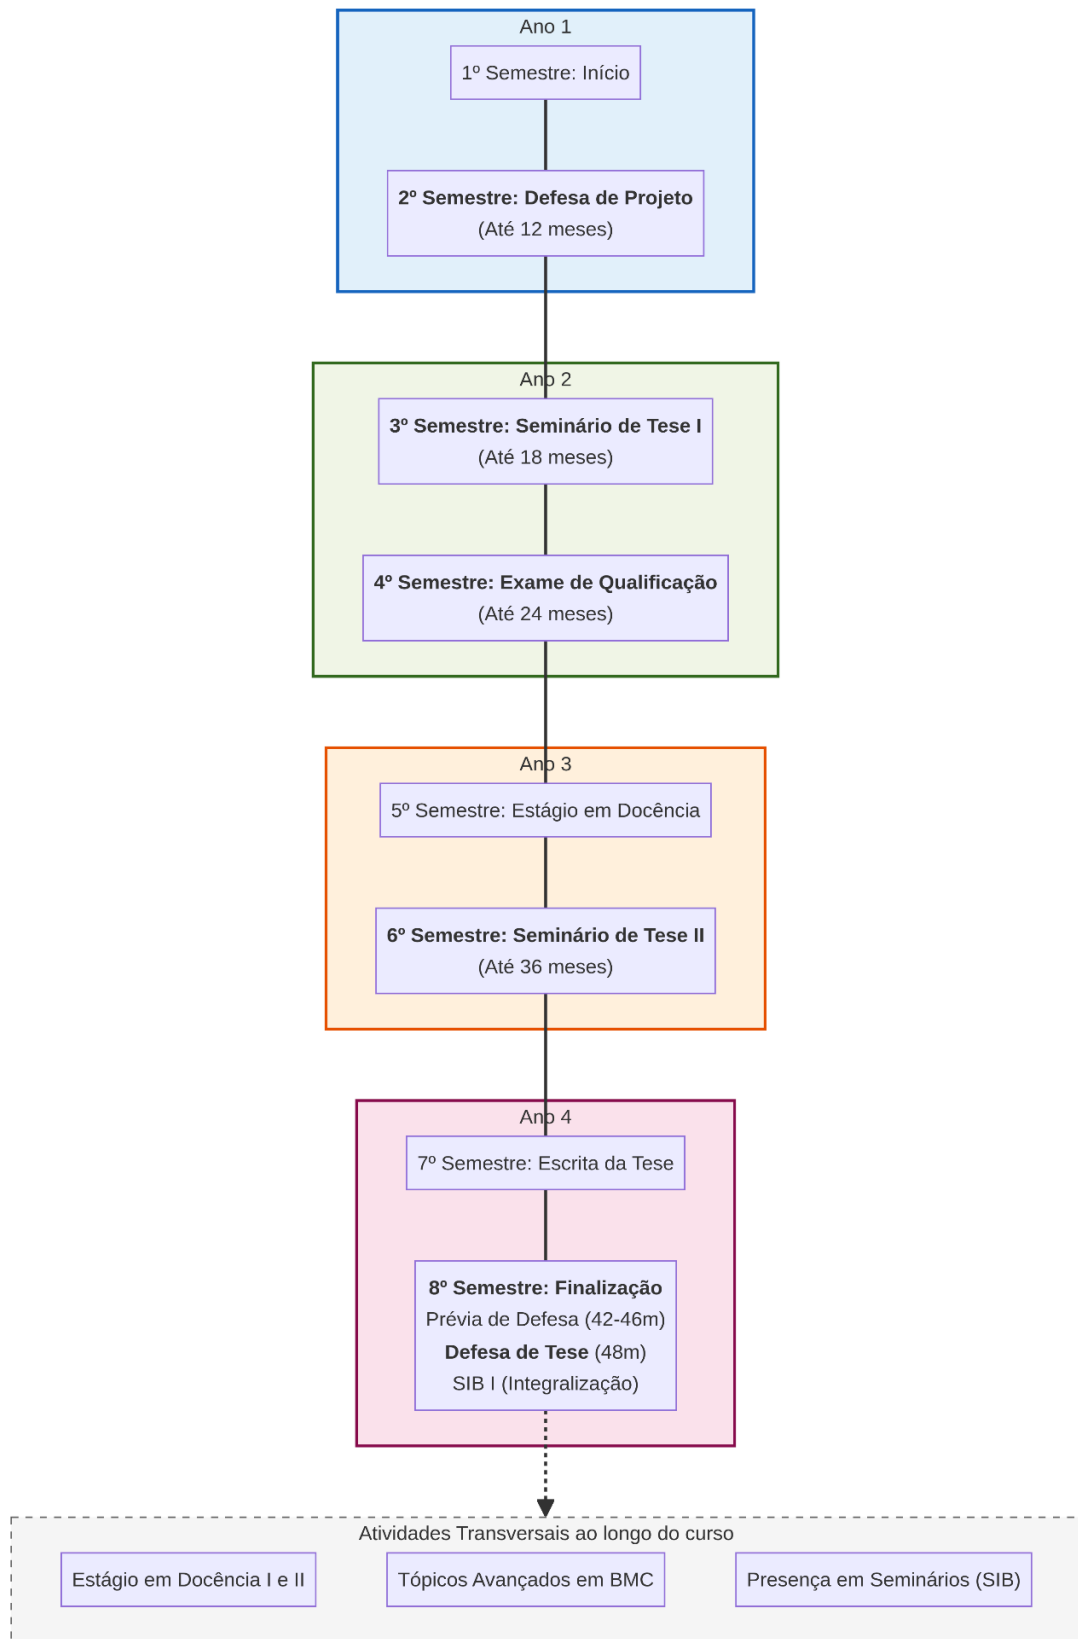 Ano 1
1º Semestre: Início
2º Semestre: Defesa de Projeto
(Até 12 meses)
Ano 2
3º Semestre: Seminário de Tese I
(Até 18 meses)
4º Semestre: Exame de Qualificação
(Até 24 meses)
Ano 3
5º Semestre: Estágio em Docência
6º Semestre: Seminário de Tese II
(Até 36 meses)
Ano 4
7º Semestre: Escrita da Tese
8º Semestre: Finalização
Prévia de Defesa (42-46m)
Defesa de Tese (48m)
SIB I (Integralização)
Atividades Transversais ao longo do curso
Estágio em Docência I e II
Tópicos Avançados em BMC
Presença em Seminários (SIB)